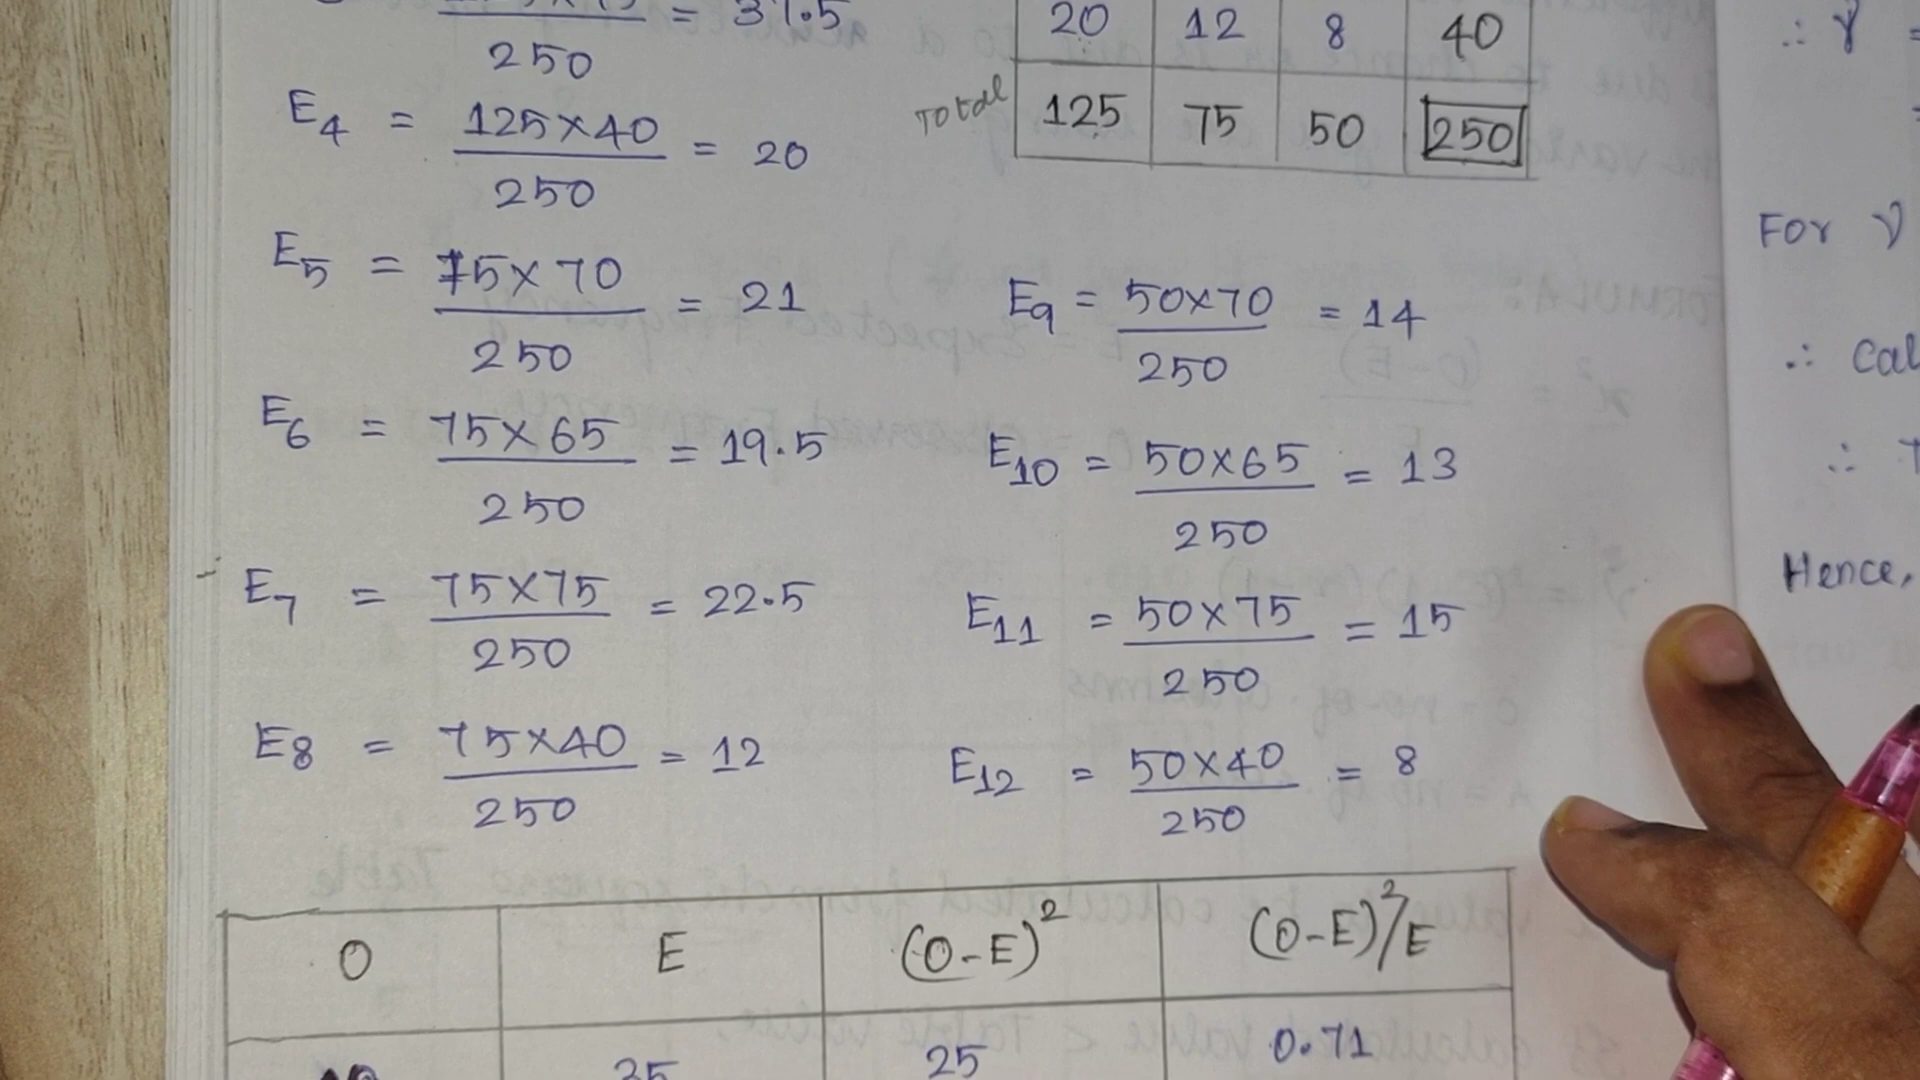 = 37.5
250
E4 = 125×40 = 20
250
E5 = 75×70 = 21
250
E6 = 75×65 = 19.5
250
E7 = 75×75 = 22.5
250
E8 = 75×40 = 12
250
20 12 8 40
Total 125 75 50 250
E9 = 50×70 = 14
250
E10 = 50×65 = 13
250
E11 = 50×75 = 15
250
E12 = 50×40 = 8
250
O E (O-E)² (O-E)²/E
35 25 0.71
∴ γ =
For ν
∴ Cal
∴ T
Hence,